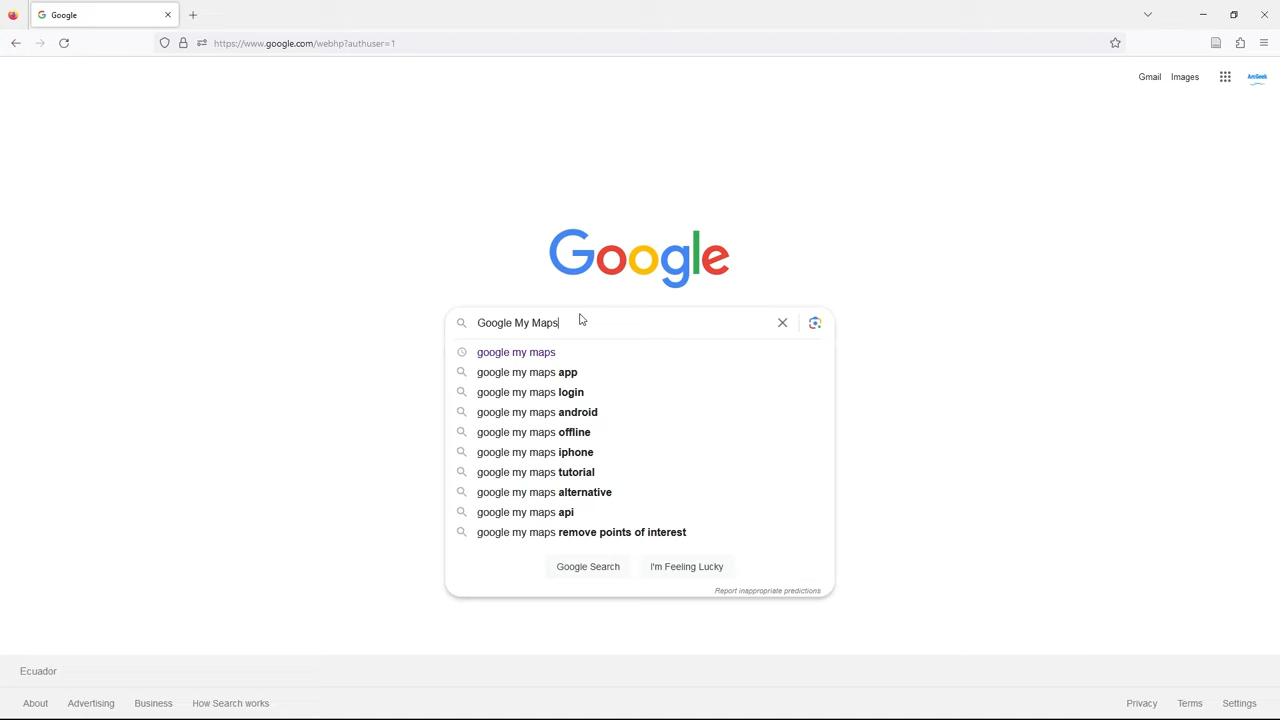 Google
https://www.google.com/webhp?authuser=1
Gmail Images
ArcGeek
Google
Google My Maps
google my maps
google my maps app
google my maps login
google my maps android
google my maps offline
google my maps iphone
google my maps tutorial
google my maps alternative
google my maps api
google my maps remove points of interest
Google Search I'm Feeling Lucky
Report inappropriate predictions
Ecuador
About Advertising Business How Search works Privacy Terms Settings